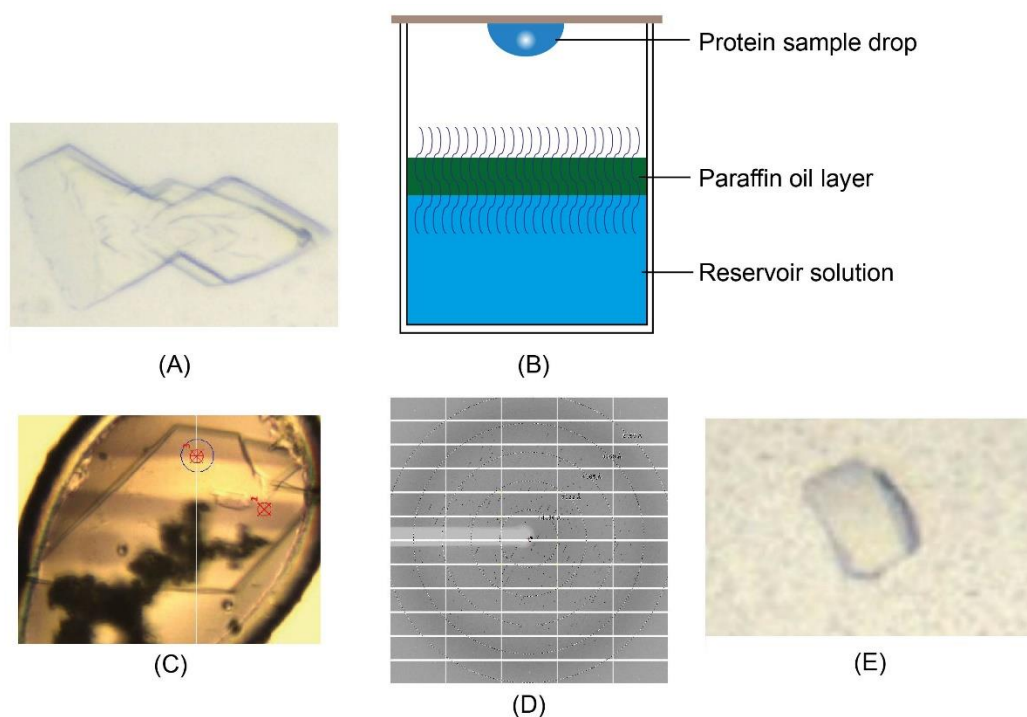 Protein sample drop
Paraffin oil layer
Reservoir solution
(A)
(B)
(C)
(D)
(E)